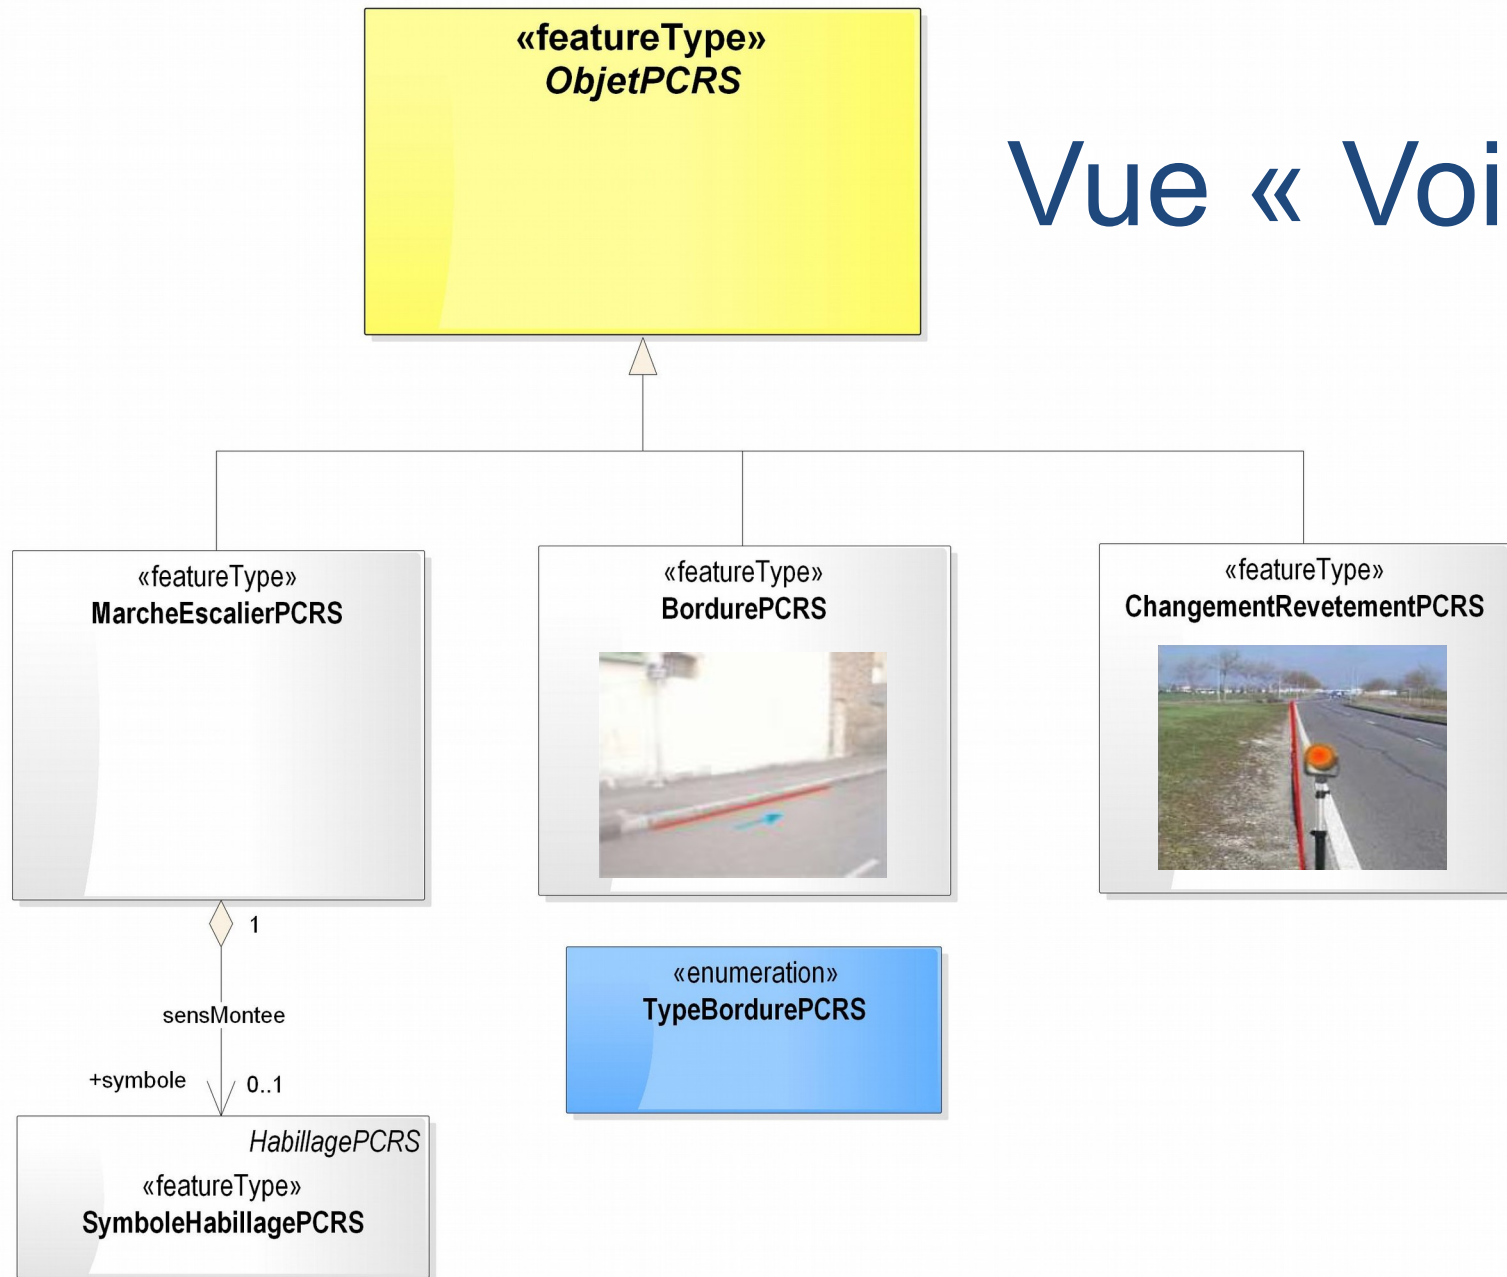 «featureType»
ObjetPCRS
Vue « Voi
«featureType»
MarcheEscalierPCRS
«featureType»
BordurePCRS
«featureType»
ChangementRevetementPCRS
1
sensMontee
+symbole
0..1
«enumeration»
TypeBordurePCRS
HabillagePCRS
«featureType»
SymboleHabillagePCRS